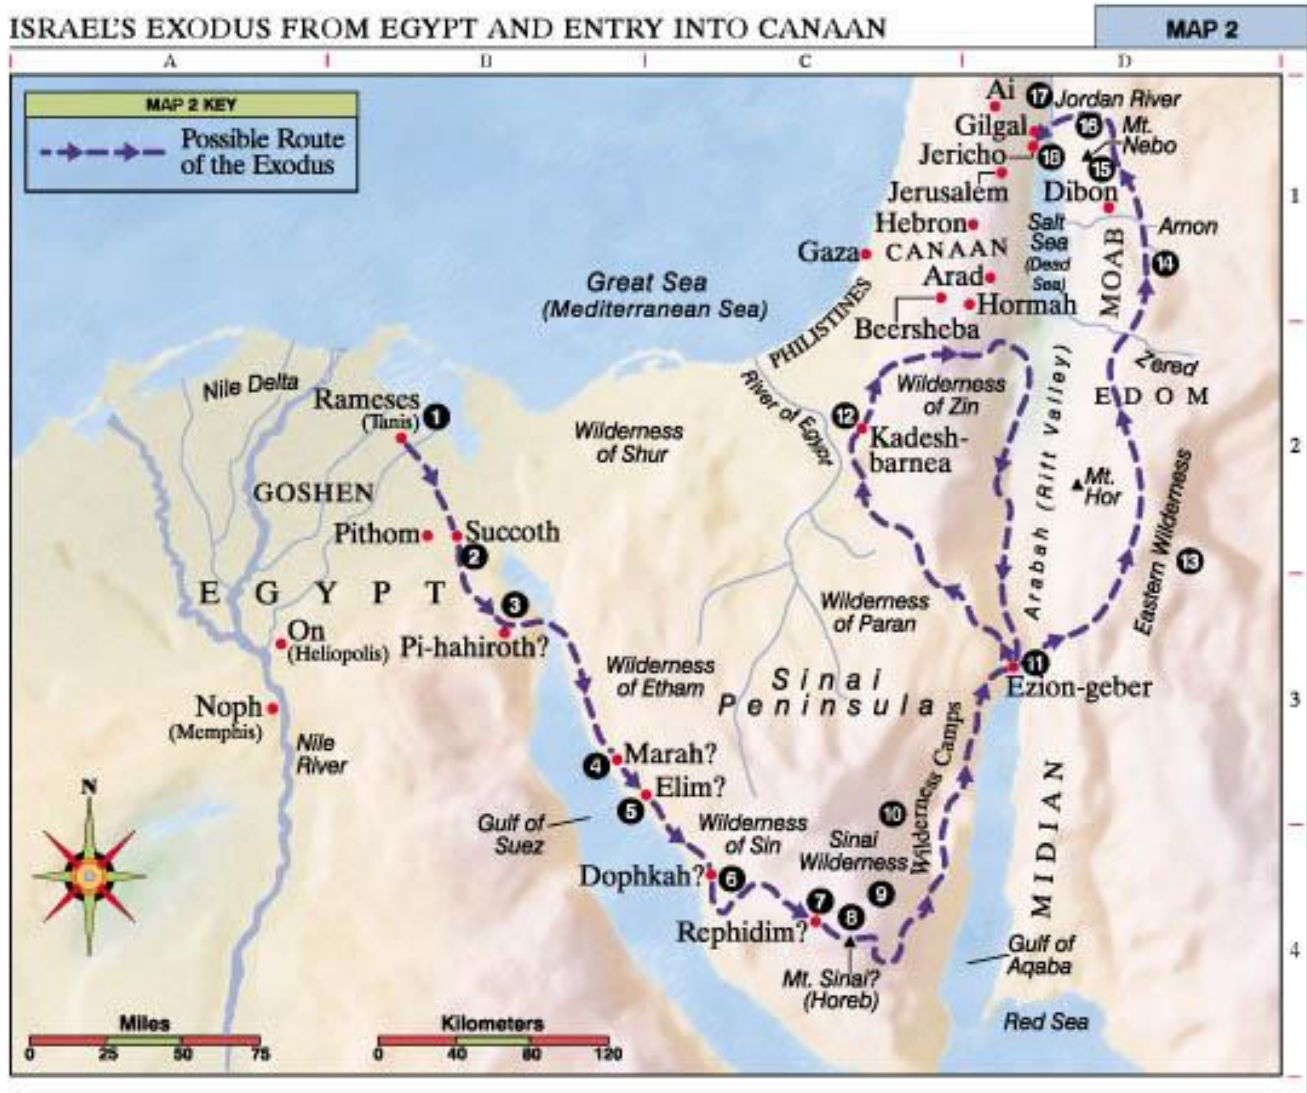 ISRAEL'S EXODUS FROM EGYPT AND ENTRY INTO CANAAN
MAP 2
A
B
C
D
MAP 2 KEY
Possible Route
of the Exodus
Ai
17
Jordan River
Gilgal
16
Mt.
Nebo
Jericho
18
15
Jerusalem
Dibon
1
Hebron
Salt
Sea
(Dead
Sea)
Arnon
Gaza
CANAAN
MOAB
14
Arad
Great Sea
(Mediterranean Sea)
Hormah
PHILISTINES
Beersheba
Zered
Nile Delta
River of Egypt
Wilderness
of Zin
EDOM
Rameses
(Tanis)
1
12
Kadesh-
barnea
Wilderness
of Shur
2
Arabah (Rift Valley)
Mt.
Hor
GOSHEN
Eastern Wilderness
Pithom
Succoth
2
13
EGYPT
3
Wilderness
of Paran
On
(Heliopolis)
Pi-hahiroth?
Wilderness
of Etham
Sinai
Peninsula
11
Ezion-geber
3
Noph
(Memphis)
Nile
River
Marah?
4
Elim?
5
Wilderness Camps
MIDIAN
N
Gulf of
Suez
Wilderness
of Sin
10
Sinai
Wilderness
Dophkah?
6
7
8
9
Rephidim?
Mt. Sinai?
(Horeb)
Gulf of
Aqaba
4
Red Sea
Miles
0 25 50 75
Kilometers
0 40 80 120